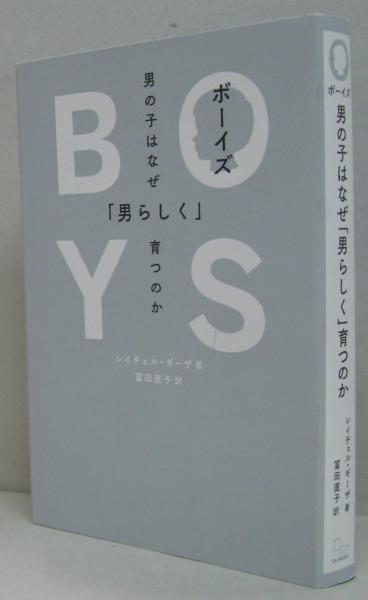 BOYS
ボーイズ
男の子はなぜ
「男らしく」
育つのか
レイチェル・ギーザ 著
冨田直子 訳
ボーイズ
男の子はなぜ「男らしく」育つのか
レイチェル・ギーザ 著
冨田直子 訳